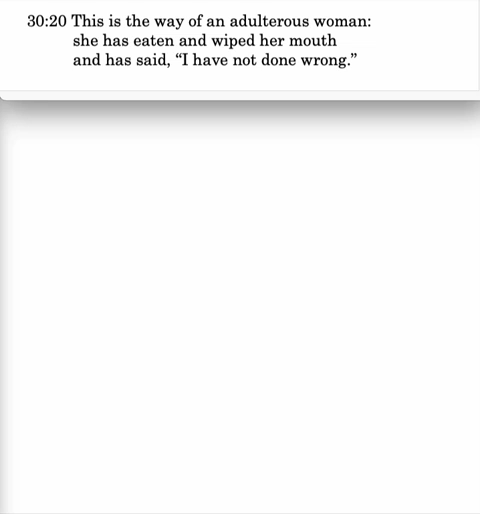 30:20 This is the way of an adulterous woman:
she has eaten and wiped her mouth
and has said, “I have not done wrong.”